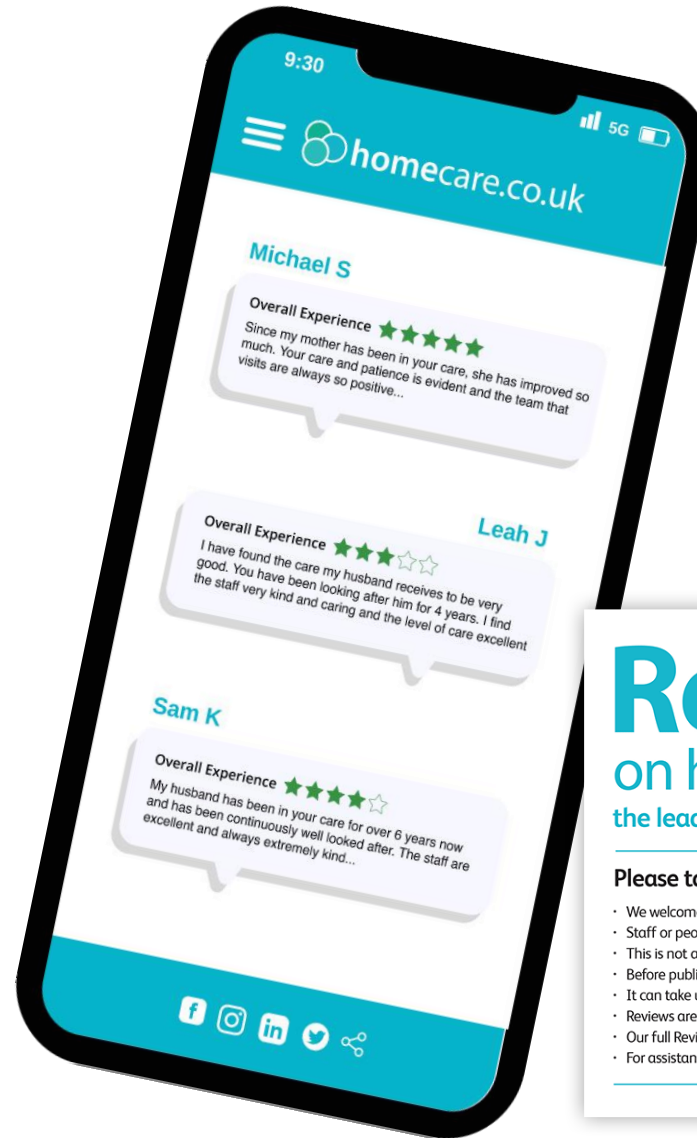 9:30
5G
homecare.co.uk
Michael S
Overall Experience
Since my mother has been in your care, she has improved so
much. Your care and patience is evident and the team that
visits are always so positive...
Leah J
Overall Experience
I have found the care my husband receives to be very
good. You have been looking after him for 4 years. I find
the staff very kind and caring and the level of care excellent
Sam K
Overall Experience
My husband has been in your care for over 6 years now
and has been continuously well looked after. The staff are
excellent and always extremely kind...
f
in
on
the
Please
· We
· Staff or
· This is not
· Before
· It can take
· Reviews are
· Our full
· For